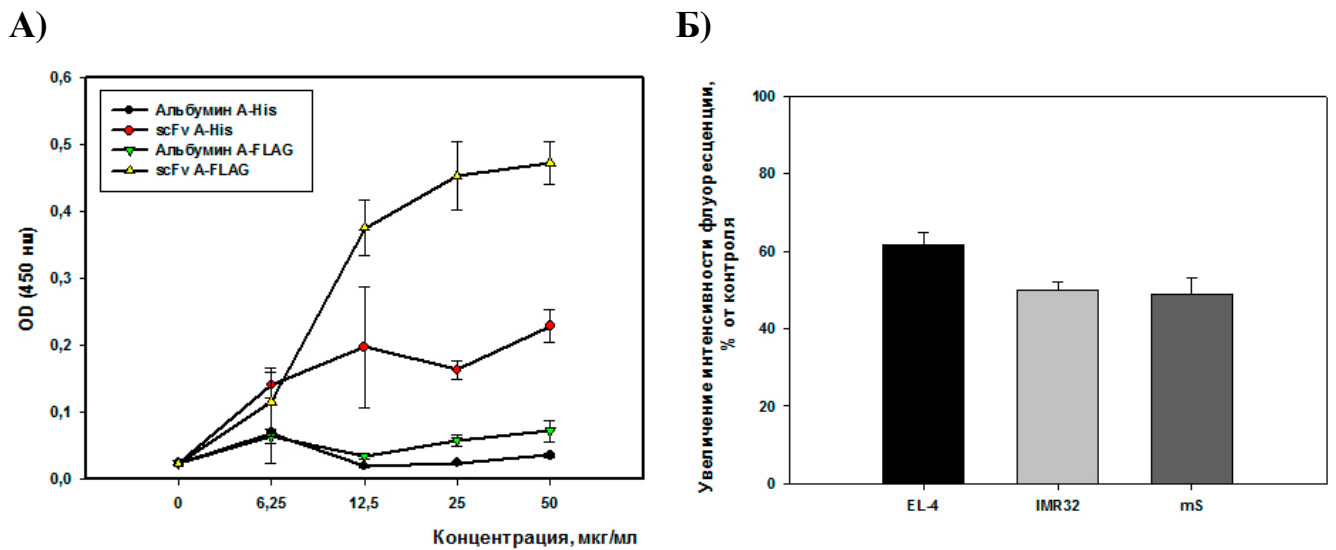 А)
Б)
0,6
0,5
0,4
0,3
0,2
0,1
0,0
OD (450 нм)
Альбумин A-His
scFv A-His
Альбумин A-FLAG
scFv A-FLAG
0
6,25
12,5
25
50
Концентрация, мкг/мл
Увеличение интенсивности флуоресценции,
% от контроля
100
80
60
40
20
0
EL-4
IMR32
mS